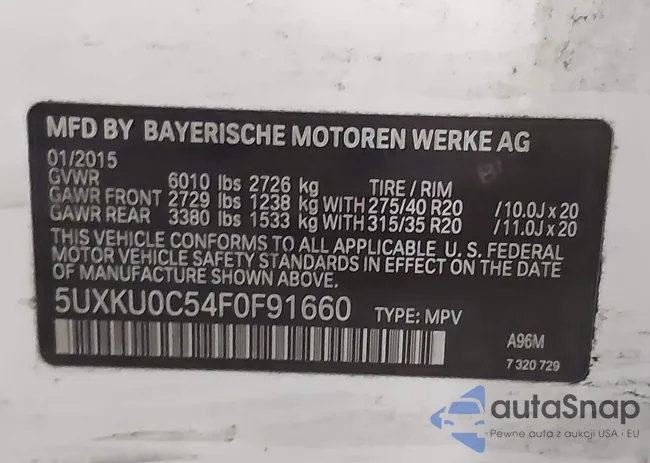 MFD BY BAYERISCHE MOTOREN WERKE AG
01/2015
GVWR 6010 lbs 2726 kg TIRE / RIM
GAWR FRONT 2729 lbs 1238 kg WITH 275/40 R20 /10.0J x 20
GAWR REAR 3380 lbs 1533 kg WITH 315/35 R20 /11.0J x 20
THIS VEHICLE CONFORMS TO ALL APPLICABLE U. S. FEDERAL
MOTOR VEHICLE SAFETY STANDARDS IN EFFECT ON THE DATE
OF MANUFACTURE SHOWN ABOVE.
5UXKU0C54F0F91660 TYPE: MPV
A96M
7 320 729
autaSnap
Pewne auta z aukcji USA i EU